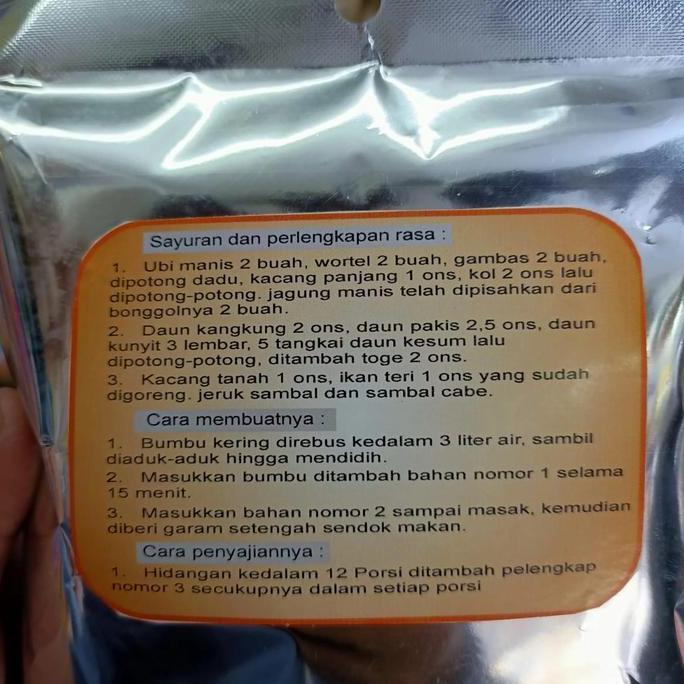 Sayuran dan perlengkapan rasa :
1. Ubi manis 2 buah, wortel 2 buah, gambas 2 buah,
dipotong dadu, kacang panjang 1 ons, kol 2 ons lalu
dipotong-potong. jagung manis telah dipisahkan dari
bonggolnya 2 buah.
2. Daun kangkung 2 ons, daun pakis 2,5 ons, daun
kunyit 3 lembar, 5 tangkai daun kesum lalu
dipotong-potong, ditambah toge 2 ons.
3. Kacang tanah 1 ons, ikan teri 1 ons yang sudah
digoreng. jeruk sambal dan sambal cabe.
Cara membuatnya :
1. Bumbu kering direbus kedalam 3 liter air, sambil
diaduk-aduk hingga mendidih.
2. Masukkan bumbu ditambah bahan nomor 1 selama
15 menit.
3. Masukkan bahan nomor 2 sampai masak, kemudian
diberi garam setengah sendok makan.
Cara penyajiannya :
1. Hidangan kedalam 12 Porsi ditambah pelengkap
nomor 3 secukupnya dalam setiap porsi